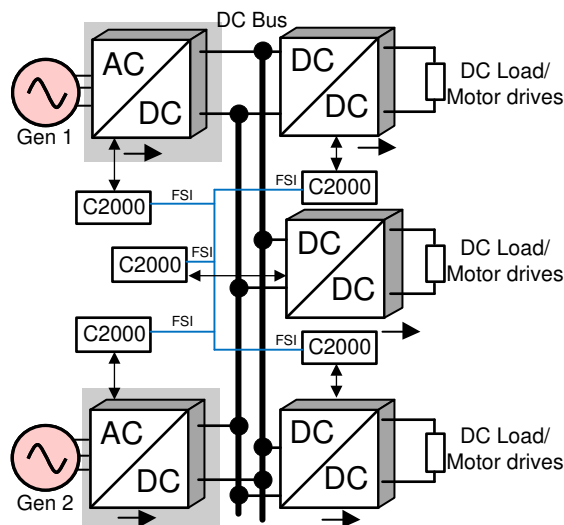 DC Bus
AC
DC
DC
DC
DC Load/
Motor drives
Gen 1
C2000
FSI
FSI
C2000
FSI
C2000
DC
DC
DC Load/
Motor drives
C2000
FSI
FSI
C2000
AC
DC
DC
DC
DC Load/
Motor drives
Gen 2